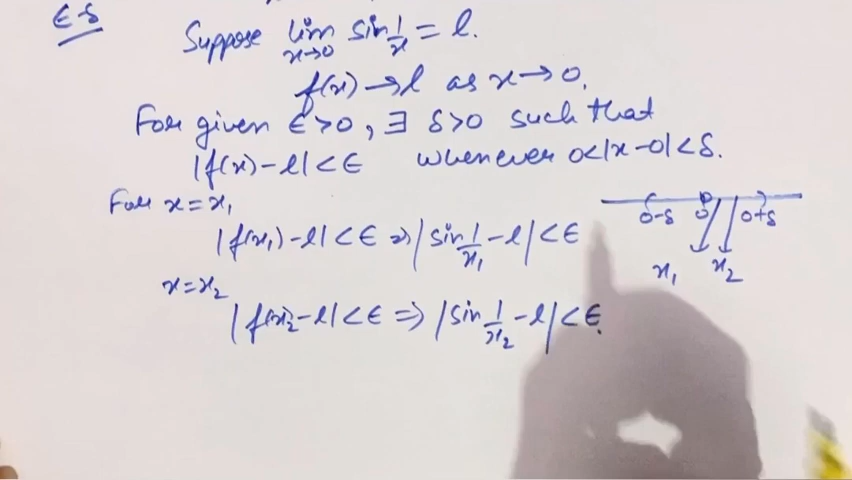 ϵ δ
Suppose lim x→0 sin 1/x = l.
f(x) → l as x → 0.
For given ϵ > 0, ∃ δ > 0 such that
|f(x) - l| < ϵ whenever 0 < |x - 0| < δ.
For x = x₁
0-δ 0 0+δ
|f(x₁) - l| < ϵ ⇒ |sin 1/x₁ - l| < ϵ
x₁ x₂
x = x₂
|f(x₂ - l| < ϵ ⇒ |sin 1/x₂ - l| < ϵ.